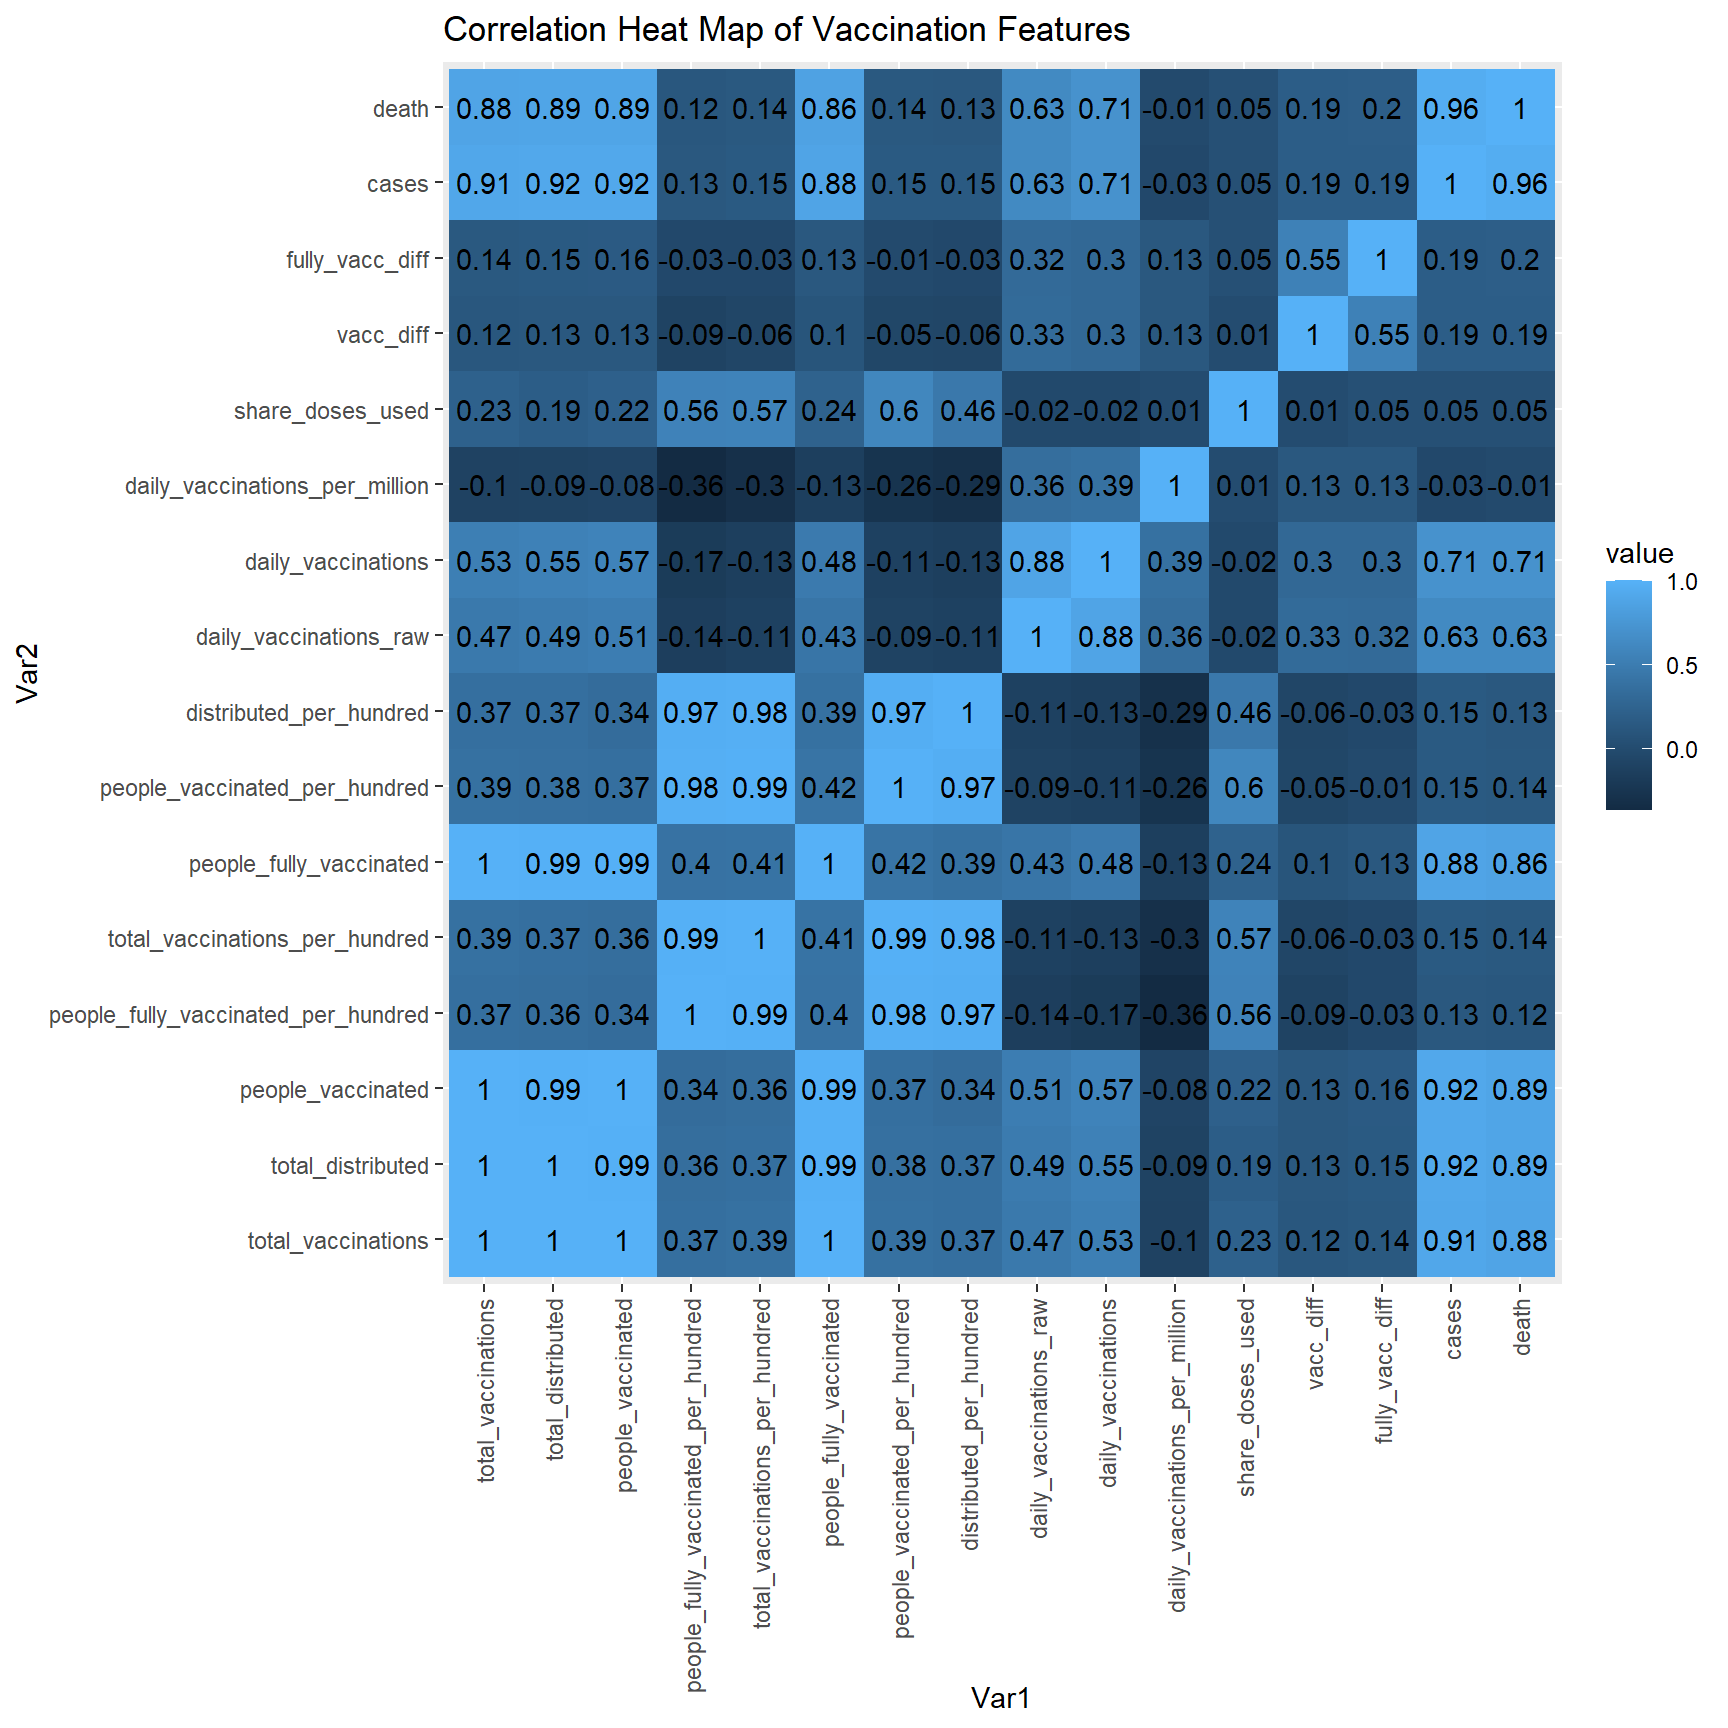 Correlation Heat Map of Vaccination Features
death 0.88 0.89 0.89 0.12 0.14 0.86 0.14 0.13 0.63 0.71 -0.01 0.05 0.19 0.2 0.96 1
cases 0.91 0.92 0.92 0.13 0.15 0.88 0.15 0.15 0.63 0.71 -0.03 0.05 0.19 0.19 1 0.96
fully_vacc_diff 0.14 0.15 0.16 -0.03 -0.03 0.13 -0.01 -0.03 0.32 0.3 0.13 0.05 0.55 1 0.19 0.2
vacc_diff 0.12 0.13 0.13 -0.09 -0.06 0.1 -0.05 -0.06 0.33 0.3 0.13 0.01 1 0.55 0.19 0.19
share_doses_used 0.23 0.19 0.22 0.56 0.57 0.24 0.6 0.46 -0.02 -0.02 0.01 1 0.01 0.05 0.05 0.05
daily_vaccinations_per_million -0.1 -0.09 -0.08 -0.36 -0.3 -0.13 -0.26 -0.29 0.36 0.39 1 0.01 0.13 0.13 -0.03 -0.01
daily_vaccinations 0.53 0.55 0.57 -0.17 -0.13 0.48 -0.11 -0.13 0.88 1 0.39 -0.02 0.3 0.3 0.71 0.71
daily_vaccinations_raw 0.47 0.49 0.51 -0.14 -0.11 0.43 -0.09 -0.11 1 0.88 0.36 -0.02 0.33 0.32 0.63 0.63
distributed_per_hundred 0.37 0.37 0.34 0.97 0.98 0.39 0.97 1 -0.11 -0.13 -0.29 0.46 -0.06 -0.03 0.15 0.13
people_vaccinated_per_hundred 0.39 0.38 0.37 0.98 0.99 0.42 1 0.97 -0.09 -0.11 -0.26 0.6 -0.05 -0.01 0.15 0.14
people_fully_vaccinated 1 0.99 0.99 0.4 0.41 1 0.42 0.39 0.43 0.48 -0.13 0.24 0.1 0.13 0.88 0.86
total_vaccinations_per_hundred 0.39 0.37 0.36 0.99 1 0.41 0.99 0.98 -0.11 -0.13 -0.3 0.57 -0.06 -0.03 0.15 0.14
people_fully_vaccinated_per_hundred 0.37 0.36 0.34 1 0.99 0.4 0.98 0.97 -0.14 -0.17 -0.36 0.56 -0.09 -0.03 0.13 0.12
people_vaccinated 1 0.99 1 0.34 0.36 0.99 0.37 0.34 0.51 0.57 -0.08 0.22 0.13 0.16 0.92 0.89
total_distributed 1 1 0.99 0.36 0.37 0.99 0.38 0.37 0.49 0.55 -0.09 0.19 0.13 0.15 0.92 0.89
total_vaccinations 1 1 1 0.37 0.39 1 0.39 0.37 0.47 0.53 -0.1 0.23 0.12 0.14 0.91 0.88
Var2
total_vaccinations
total_distributed
people_vaccinated
people_fully_vaccinated_per_hundred
total_vaccinations_per_hundred
people_fully_vaccinated
people_vaccinated_per_hundred
distributed_per_hundred
daily_vaccinations_raw
daily_vaccinations
daily_vaccinations_per_million
share_doses_used
vacc_diff
fully_vacc_diff
cases
death
Var1
value
1.0
0.5
0.0